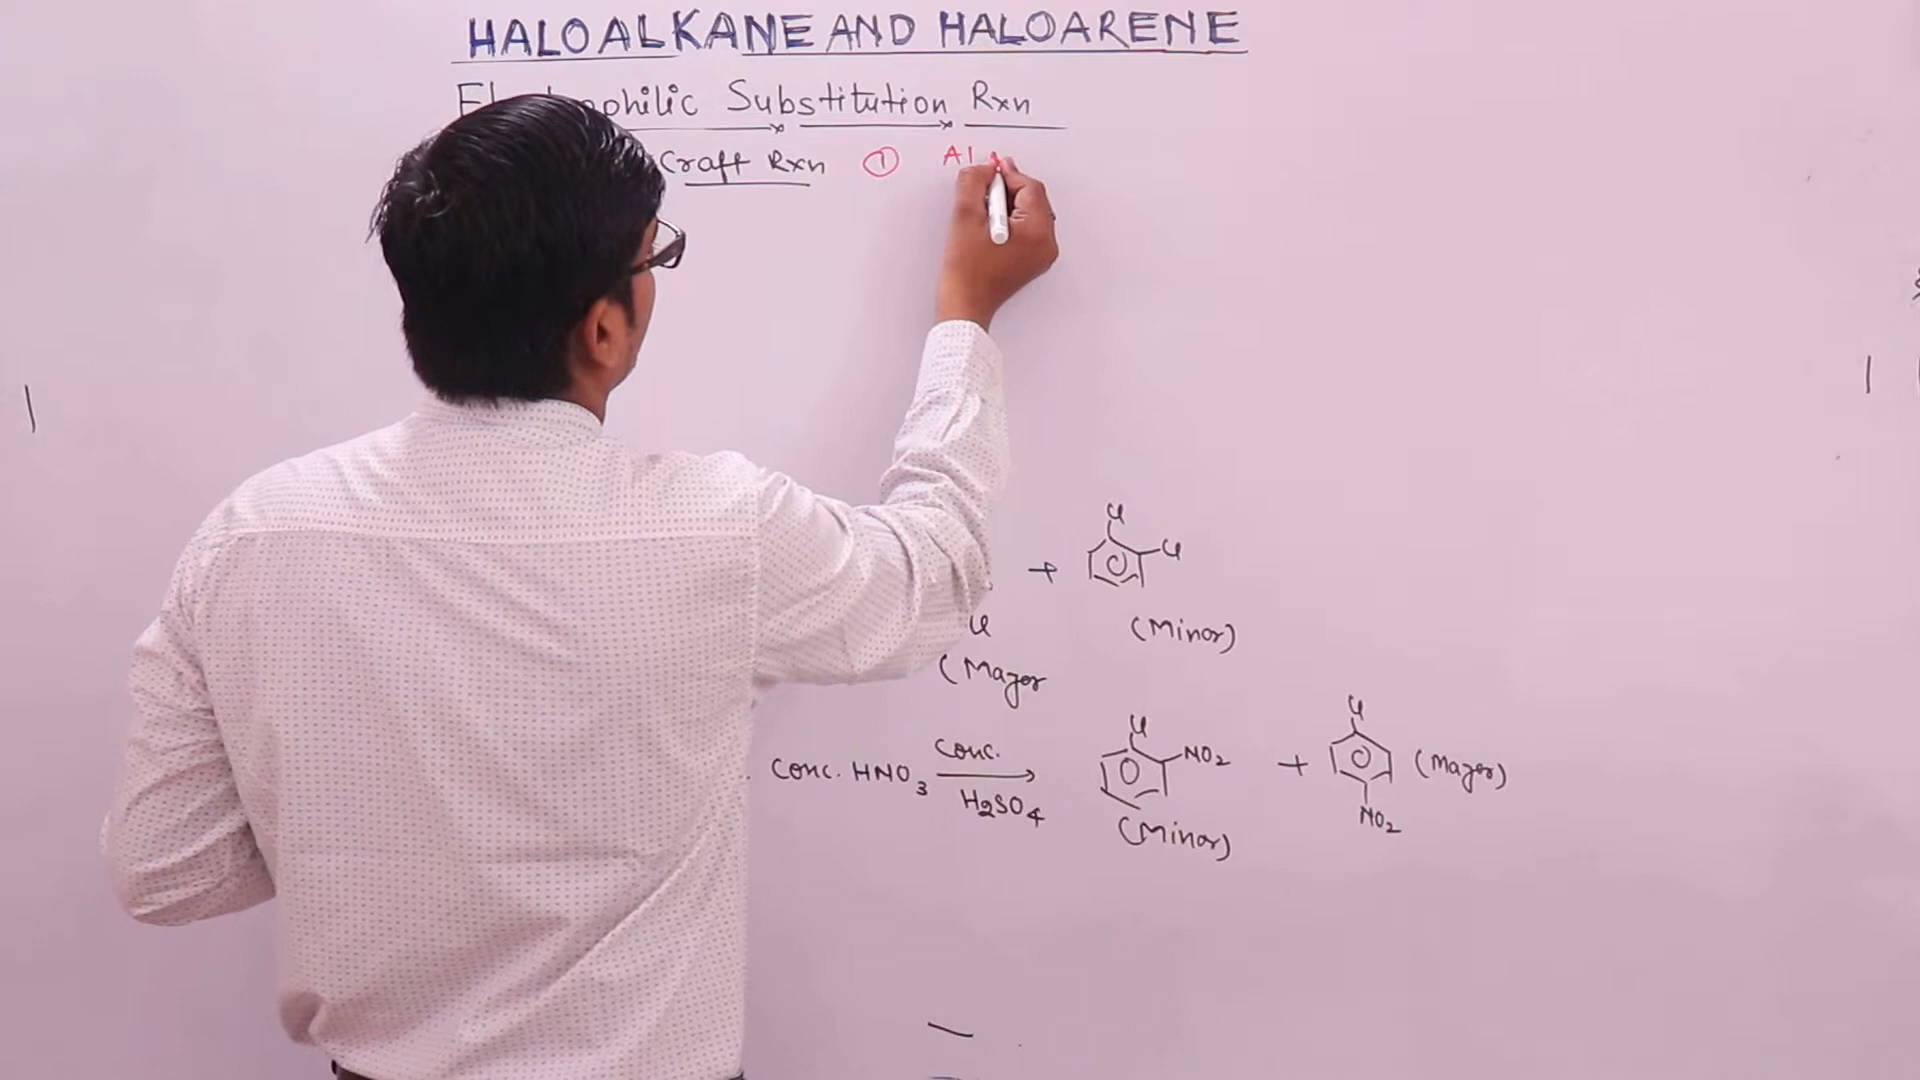 HALOALKANE AND HALOARENE
Substitution Rxn
Craft Rxn ① Al
Cl
Cl
+
Cl
(Minor)
(Major
Conc. HNO3
Conc.
H2SO4
Cl
NO2
(Minor)
+
Cl
NO2
(Major)